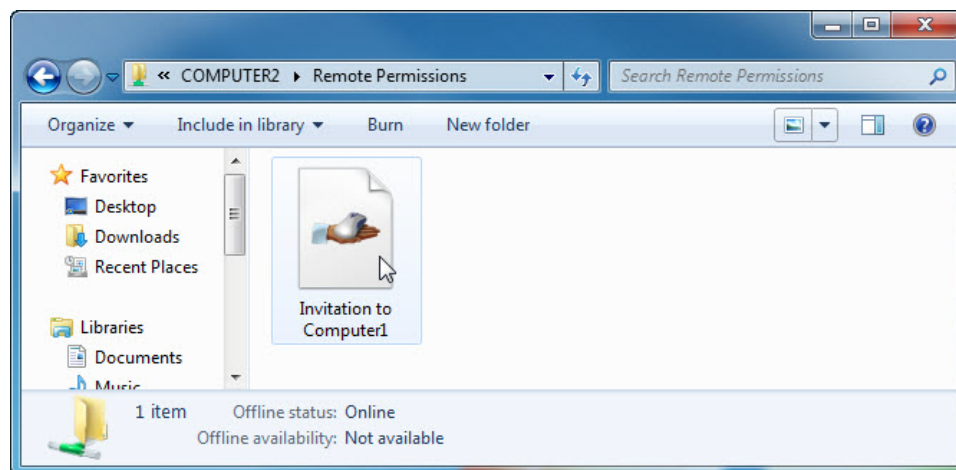 « COMPUTER2 ▸ Remote Permissions
Search Remote Permissions
Organize Include in library Burn New folder
Favorites
Desktop
Downloads
Recent Places
Libraries
Documents
Music
Invitation to
Computer1
1 item Offline status: Online
Offline availability: Not available